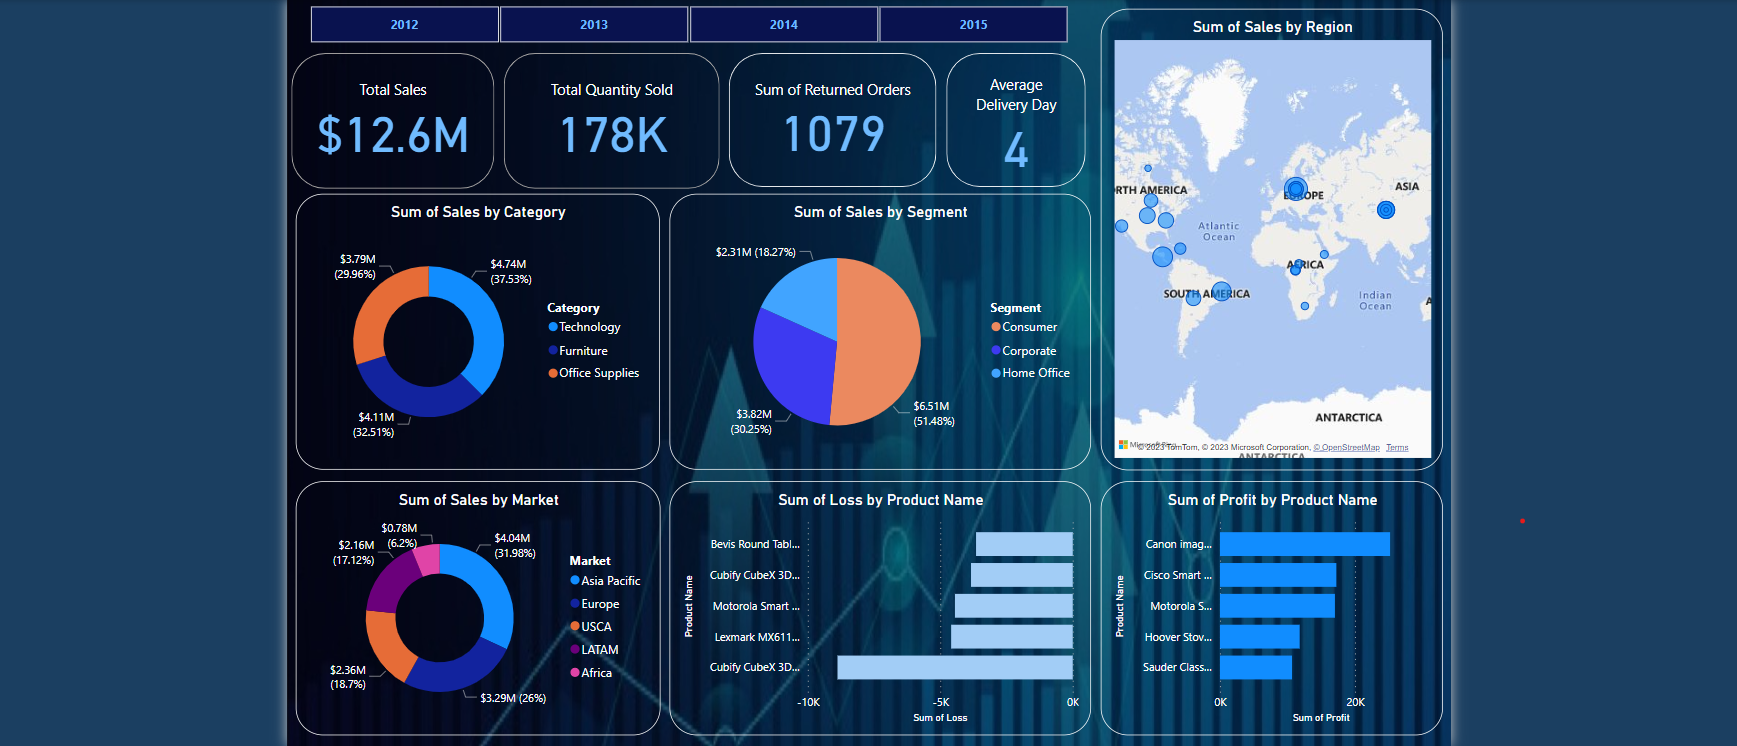 2012
2013
2014
2015
Total Sales
$12.6M
Total Quantity Sold
178K
Sum of Returned Orders
1079
Average
Delivery Day
4
Sum of Sales by Region
RTH AMERICA
EUROPE
ASIA
Atlantic
Ocean
AFRICA
SOUTH AMERICA
Indian
Ocean
A
ANTARCTICA
© 2023 TomTom, © 2023 Microsoft Corporation, © OpenStreetMap Terms
ANTARCTICA
Sum of Sales by Category
$3.79M
(29.96%)
$4.74M
(37.53%)
$4.11M
(32.51%)
Category
Technology
Furniture
Office Supplies
Sum of Sales by Segment
$2.31M (18.27%)
$3.82M
(30.25%)
$6.51M
(51.48%)
Segment
Consumer
Corporate
Home Office
Sum of Sales by Market
$0.78M
(6.2%)
$4.04M
(31.98%)
$2.16M
(17.12%)
$2.36M
(18.7%)
$3.29M (26%)
Market
Asia Pacific
Europe
USCA
LATAM
Africa
Sum of Loss by Product Name
Product Name
Bevis Round Tabl...
Cubify CubeX 3D...
Motorola Smart ...
Lexmark MX611...
Cubify CubeX 3D...
-10K
-5K
0K
Sum of Loss
Sum of Profit by Product Name
Product Name
Canon imag...
Cisco Smart ...
Motorola S...
Hoover Stov...
Sauder Class...
0K
20K
Sum of Profit